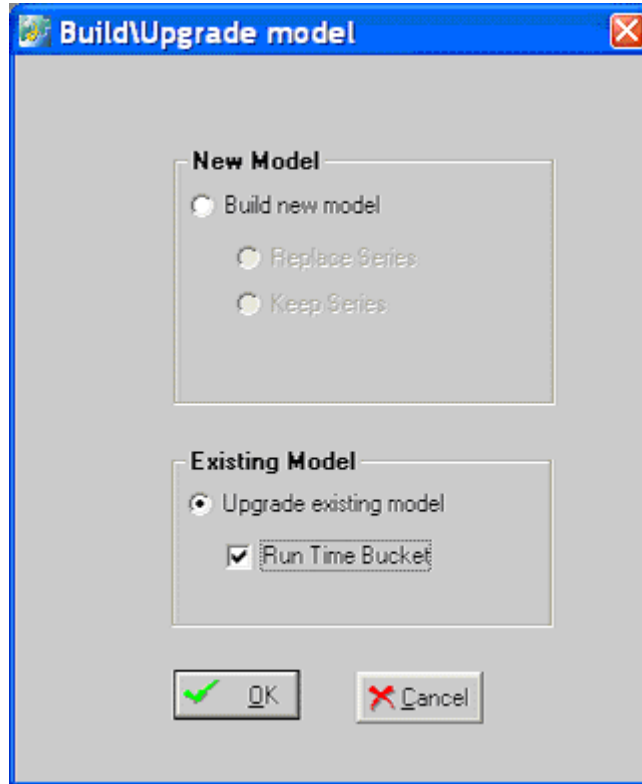 Build\Upgrade model
New Model
Build new model
Replace Series
Keep Series
Existing Model
Upgrade existing model
Run Time Bucket
OK
Cancel